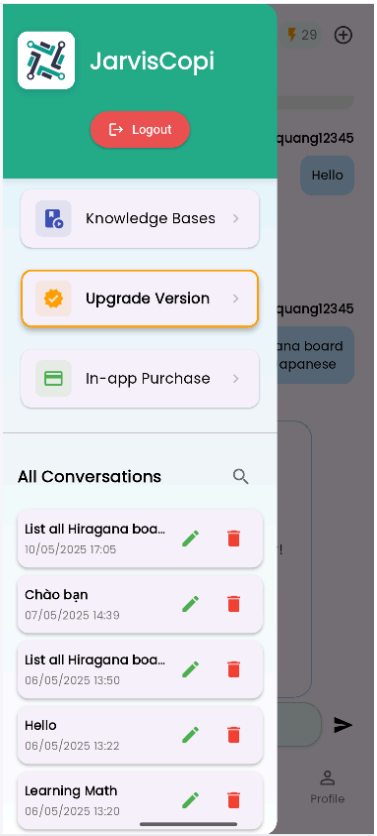 JarvisCopi
29
Logout
quang12345
Hello
Knowledge Bases
Upgrade Version
quang12345
ana board
apanese
In-app Purchase
All Conversations
List all Hiragana boa...
10/05/2025 17:05
!
Chào bạn
07/05/2025 14:39
List all Hiragana boa...
06/05/2025 13:50
Hello
06/05/2025 13:22
Learning Math
06/05/2025 13:20
Profile